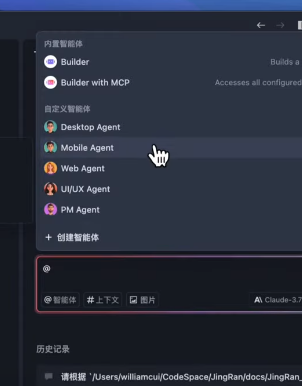 内置智能体
Builder Builds a
Builder with MCP Accesses all configured
自定义智能体
Desktop Agent
Mobile Agent
Web Agent
UI/UX Agent
PM Agent
+ 创建智能体
@
@智能体 #上下文 图片 A\ Claude-3.7
历史记录
请根据 `/Users/williamcui/CodeSpace/JingRan/docs/JingRan_